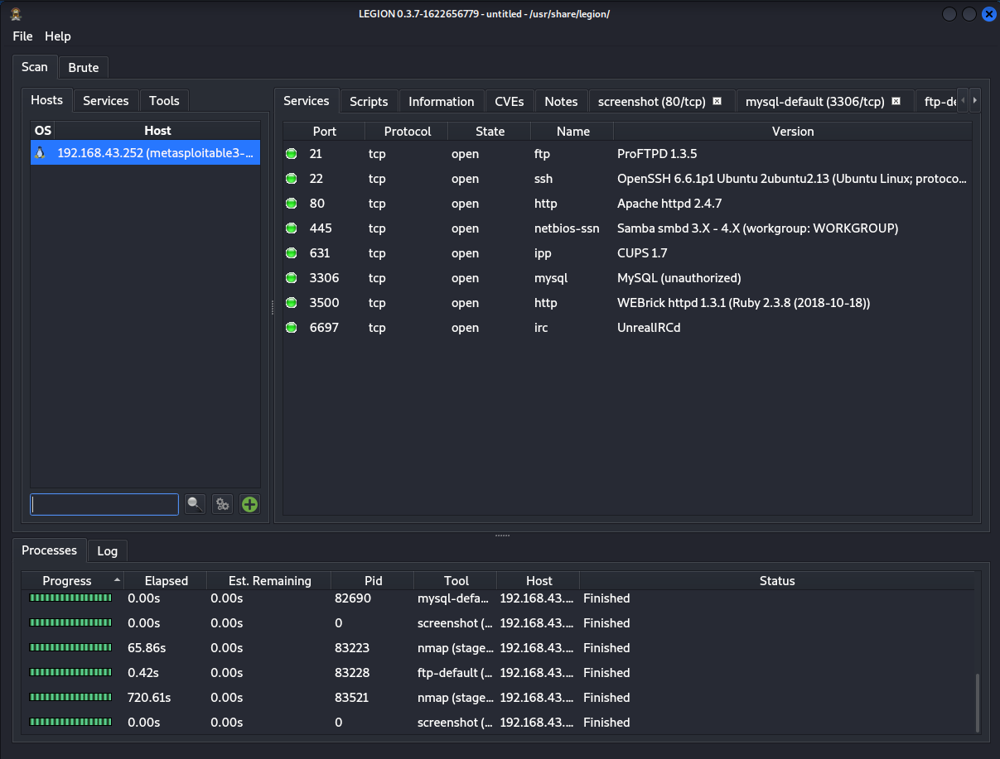 LEGION 0.3.7-1622656779 - untitled - /usr/share/legion/
File Help
Scan Brute
Hosts Services Tools
OS Host
192.168.43.252 (metasploitable3-...
Services Scripts Information CVEs Notes screenshot (80/tcp) mysql-default (3306/tcp) ftp-de
Port Protocol State Name Version
21 tcp open ftp ProFTPD 1.3.5
22 tcp open ssh OpenSSH 6.6.1p1 Ubuntu 2ubuntu2.13 (Ubuntu Linux; protoco...
80 tcp open http Apache httpd 2.4.7
445 tcp open netbios-ssn Samba smbd 3.X - 4.X (workgroup: WORKGROUP)
631 tcp open ipp CUPS 1.7
3306 tcp open mysql MySQL (unauthorized)
3500 tcp open http WEBrick httpd 1.3.1 (Ruby 2.3.8 (2018-10-18))
6697 tcp open irc UnrealIRCd
Processes Log
Progress Elapsed Est. Remaining Pid Tool Host Status
0.00s 0.00s 82690 mysql-defa... 192.168.43.... Finished
0.00s 0.00s 0 screenshot (... 192.168.43.... Finished
65.86s 0.00s 83223 nmap (stage... 192.168.43.... Finished
0.42s 0.00s 83228 ftp-default (... 192.168.43.... Finished
720.61s 0.00s 83521 nmap (stage... 192.168.43.... Finished
0.00s 0.00s 0 screenshot (... 192.168.43.... Finished